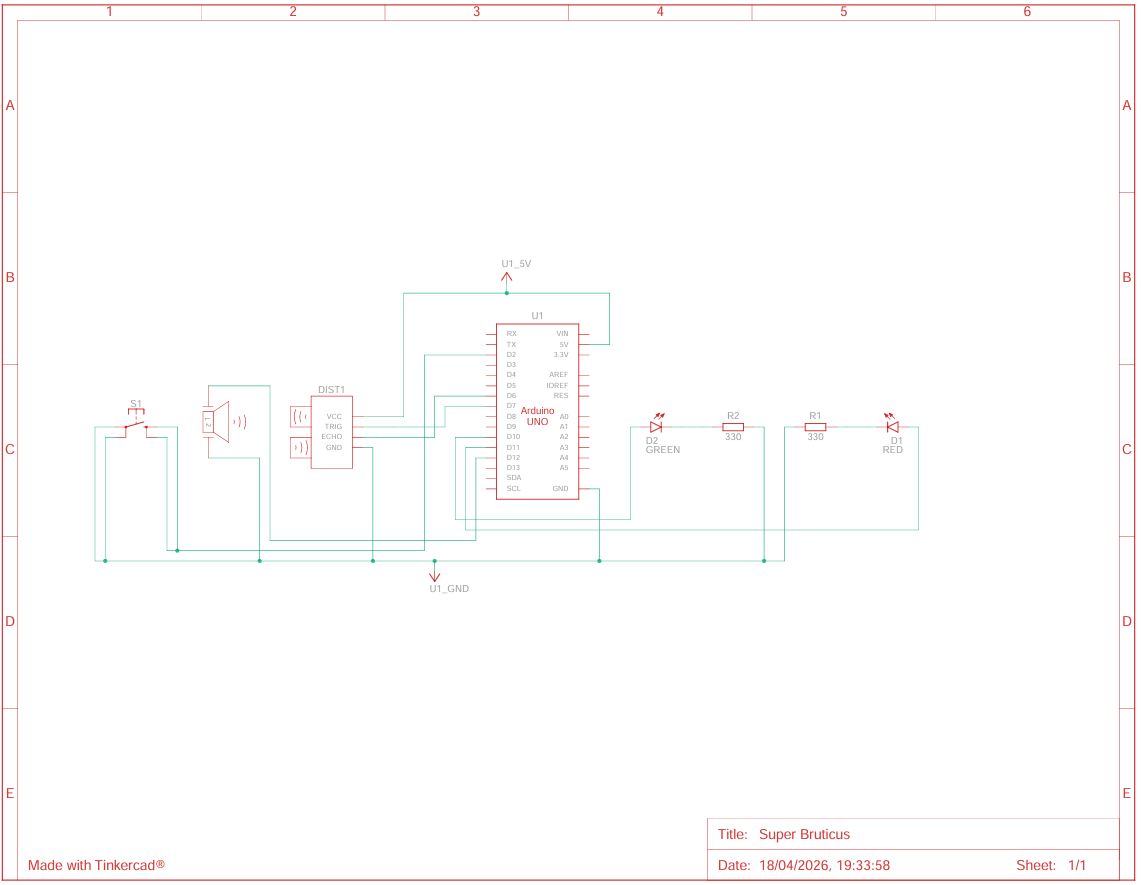 1 2 3 4 5 6
A A
U1_5V
B B
U1
RX VIN
TX 5V
D2 3.3V
D3
D4 AREF
D5 IOREF
D6 RES
D7
D8 A0
D9 A1
D10 A2
D11 A3
D12 A4
D13 A5
SDA
SCL GND
Arduino
UNO
S1
LS
DIST1
VCC
TRIG
ECHO
GND
D2
GREEN
R2
330
R1
330
D1
RED
C C
U1_GND
D D
E E
Title: Super Bruticus
Date: 18/04/2026, 19:33:58 Sheet: 1/1
Made with Tinkercad®